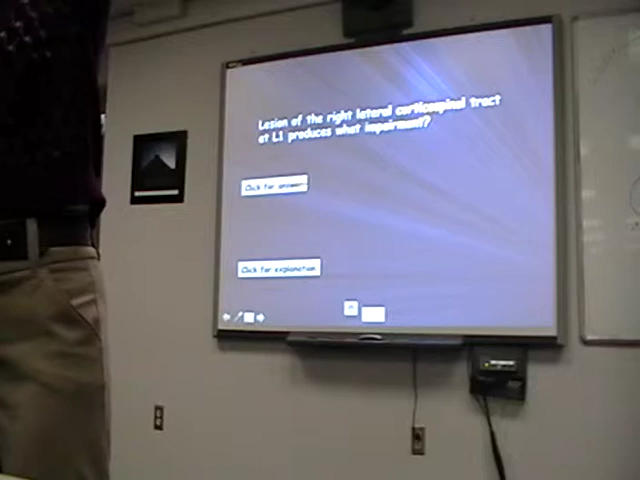 Lesion of the right lateral corticospinal tract
at L1 produces what impairment?
Click for answer
Click for explanation